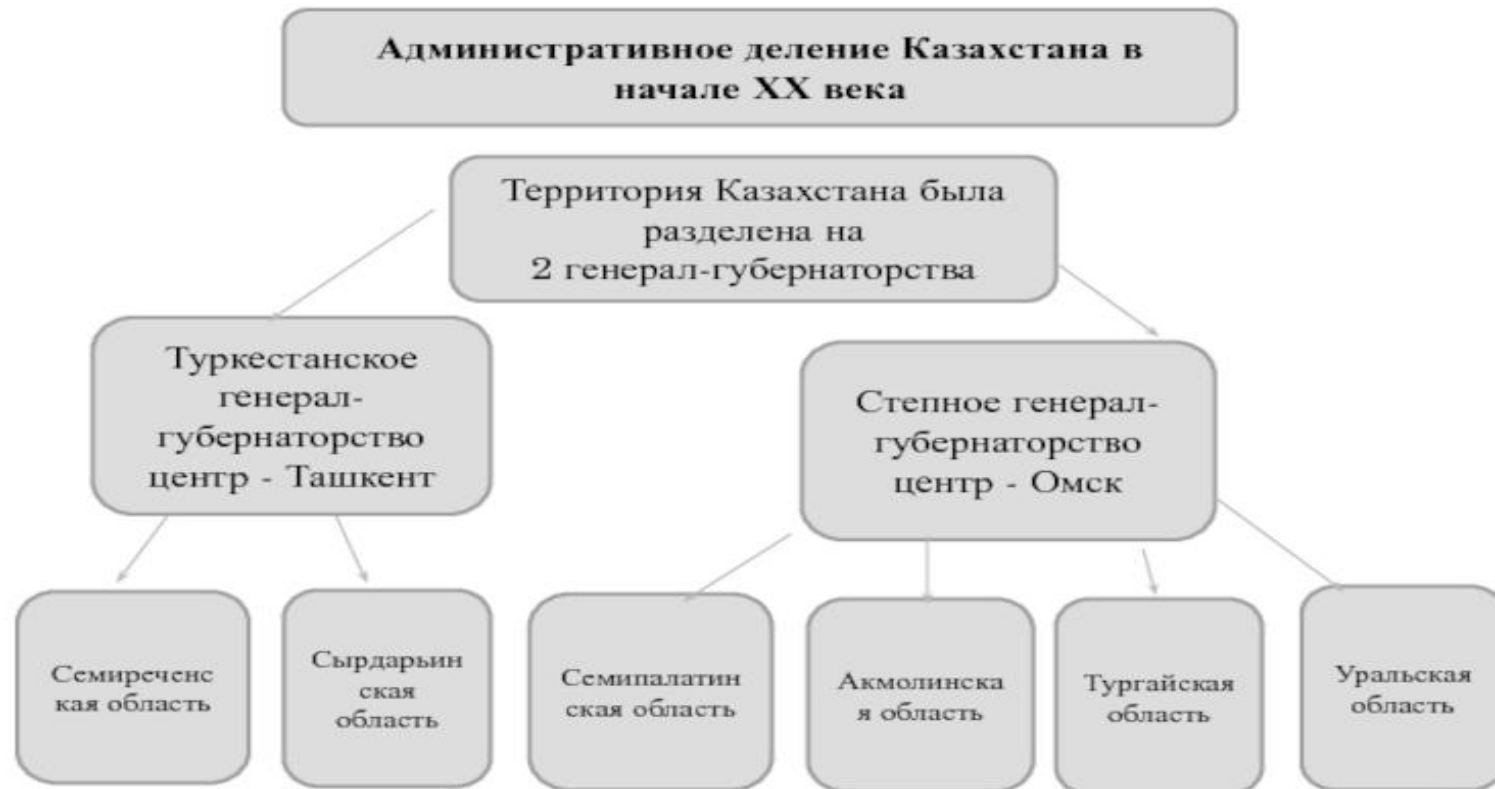 Административное деление Казахстана в
начале XX века
Территория Казахстана была
разделена на
2 генерал-губернаторства
Туркестанское
генерал-
губернаторство
центр - Ташкент
Степное генерал-
губернаторство
центр - Омск
Семиреченс
кая область
Сырдарьин
ская
область
Семипалатин
ская область
Акмолинска
я область
Тургайская
область
Уральская
область